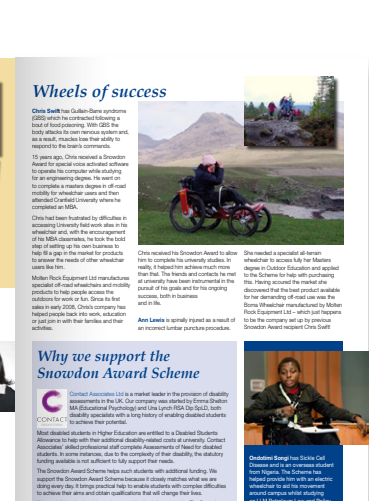 Wheels of success
Chris Swift has Guillain-Barre syndrome
(GBS) which he contracted following a
bout of food poisoning. With GBS the
body attacks its own nervous system and,
as a result, muscles lose their ability to
respond to the brain's commands.
15 years ago, Chris received a Snowdon
Award for special voice activated software
to operate his computer while studying
for an engineering degree. He went on
to complete a masters degree in off-road
mobility for wheelchair users and then
attended Cranfield University where he
completed an MBA.
Chris had been frustrated by difficulties in
accessing University field work sites in his
wheelchair and, with the encouragement
of his MBA classmates, he took the bold
step of setting up his own business to
help fill a gap in the market for products
to answer the needs of other wheelchair
users like him.
Molten Rock Equipment Ltd manufactures
specialist off-road wheelchairs and mobility
products to help people access the
outdoors for work or fun. Since its first
sales in early 2008, Chris's company has
helped people back into work, education
or just join in with their families and their
activities.
Chris received his Snowdon Award to allow
him to complete his university studies. In
reality, it helped him achieve much more
than that. The friends and contacts he met
at university have been instrumental in the
pursuit of his goals and for his ongoing
success, both in business
and in life.
Ann Lewis is spinally injured as a result of
an incorrect lumbar puncture procedure.
She needed a specialist all-terrain
wheelchair to access fully her Masters
degree in Outdoor Education and applied
to the Scheme for help with purchasing
this. Having scoured the market she
discovered that the best product available
for her demanding off-road use was the
Boma Wheelchair manufactured by Molten
Rock Equipment Ltd – which just happens
to be the company set up by previous
Snowdon Award recipient Chris Swift!
Why we support the
Snowdon Award Scheme
CONTACT
Contact Associates Ltd is a market leader in the provision of disability
assessments in the UK. Our company was started by Emma Shelton
MA (Educational Psychology) and Una Lynch RSA Dip SpLD, both
disability specialists with a long history of enabling disabled students
to achieve their potential.
Most disabled students in Higher Education are entitled to a Disabled Students
Allowance to help with their additional disability-related costs at university. Contact
Associates' skilled professional staff complete Assessments of Need for disabled
students. In some instances, due to the complexity of their disability, the statutory
funding available is not sufficient to fully support their needs.
The Snowdon Award Scheme helps such students with additional funding. We
support the Snowdon Award Scheme because it closely matches what we are
doing every day. It brings practical help to enable students with complex difficulties
to achieve their aims and obtain qualifications that will change their lives.
Ondotimi Songi has Sickle Cell
Disease and is an overseas student
from Nigeria. The Scheme has
helped provide him with an electric
wheelchair to aid his movement
around campus whilst studying